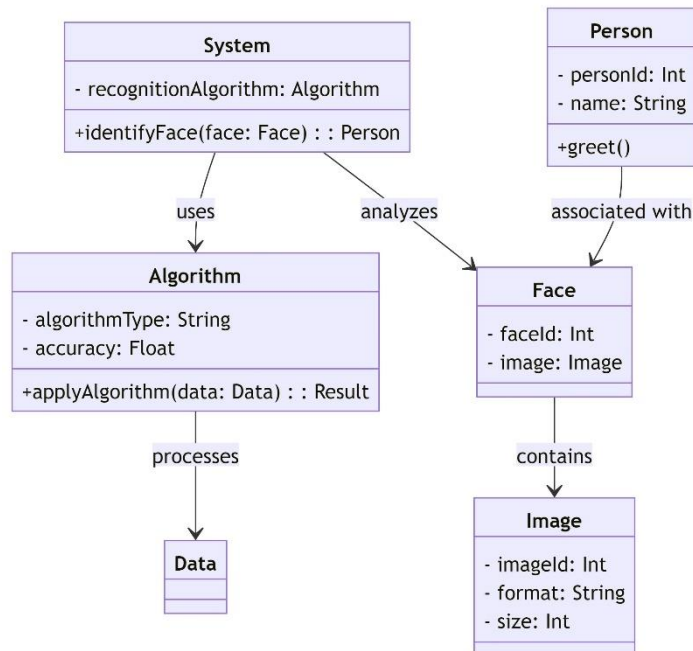 System
- recognitionAlgorithm: Algorithm
+identifyFace(face: Face) : : Person
Person
- personId: Int
- name: String
+greet()
uses
analyzes
associated with
Algorithm
- algorithmType: String
- accuracy: Float
+applyAlgorithm(data: Data) : : Result
Face
- faceId: Int
- image: Image
processes
contains
Data
Image
- imageId: Int
- format: String
- size: Int